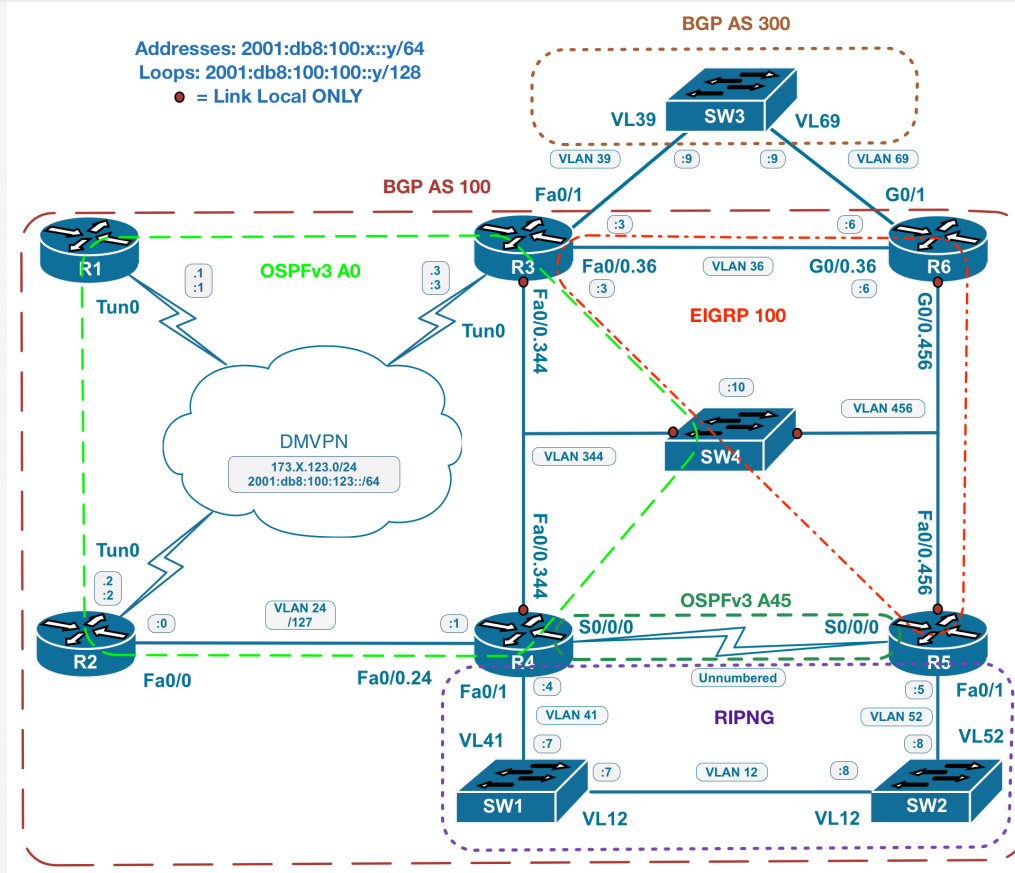 BGP AS 300
Addresses: 2001:db8:100:x::y/64
Loops: 2001:db8:100:100::y/128
= Link Local ONLY
SW3
VL39
VL69
VLAN 39
:9
:9
VLAN 69
BGP AS 100
Fa0/1
G0/1
R1
OSPFv3 A0
.1
:1
.3
:3
R3
:3
:6
Fa0/0.36
VLAN 36
G0/0.36
R6
:3
:6
Tun0
Tun0
Fa0/0.344
EIGRP 100
G0/0.456
:10
VLAN 456
DMVPN
173.X.123.0/24
2001:db8:100:123::/64
VLAN 344
SW4
Fa0/0.344
Fa0/0.456
Tun0
.2
:2
:0
VLAN 24
/127
:1
OSPFv3 A45
S0/0/0
S0/0/0
R2
Fa0/0
Fa0/0.24
R4
Unnumbered
R5
Fa0/1
:4
:5
Fa0/1
VLAN 41
RIPNG
VLAN 52
VL41
:7
:8
VL52
:7
VLAN 12
:8
SW1
VL12
VL12
SW2